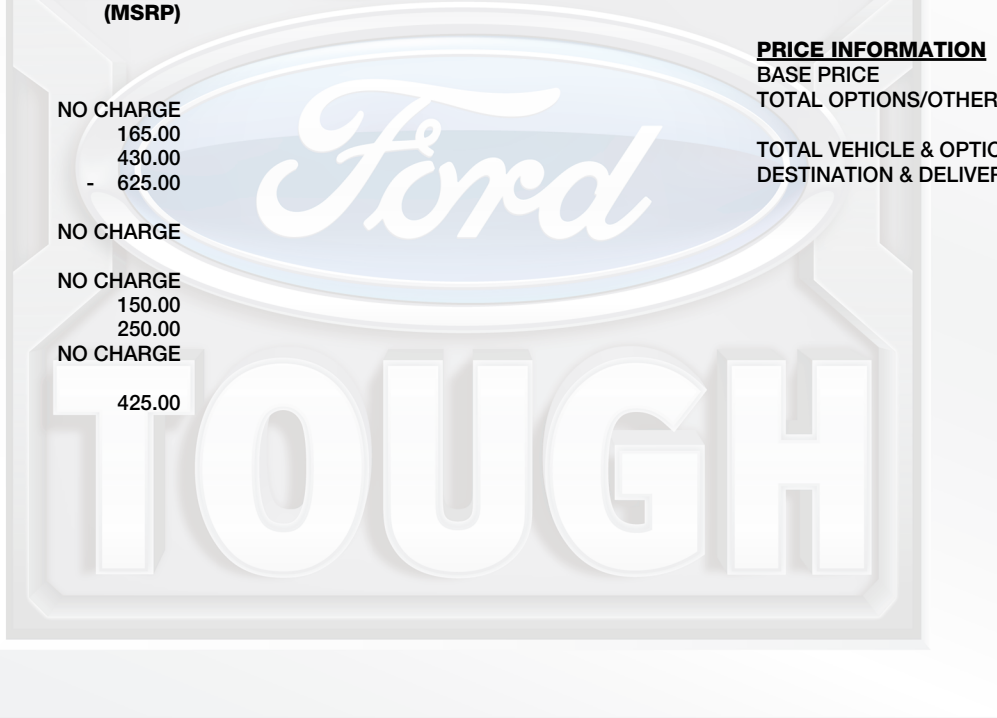 (MSRP)
NO CHARGE
165.00
430.00
- 625.00
NO CHARGE
NO CHARGE
150.00
250.00
NO CHARGE
425.00
PRICE INFORMATION
BASE PRICE
TOTAL OPTIONS/OTHER
TOTAL VEHICLE & OPTIO
DESTINATION & DELIVER
Ford
TOUGH